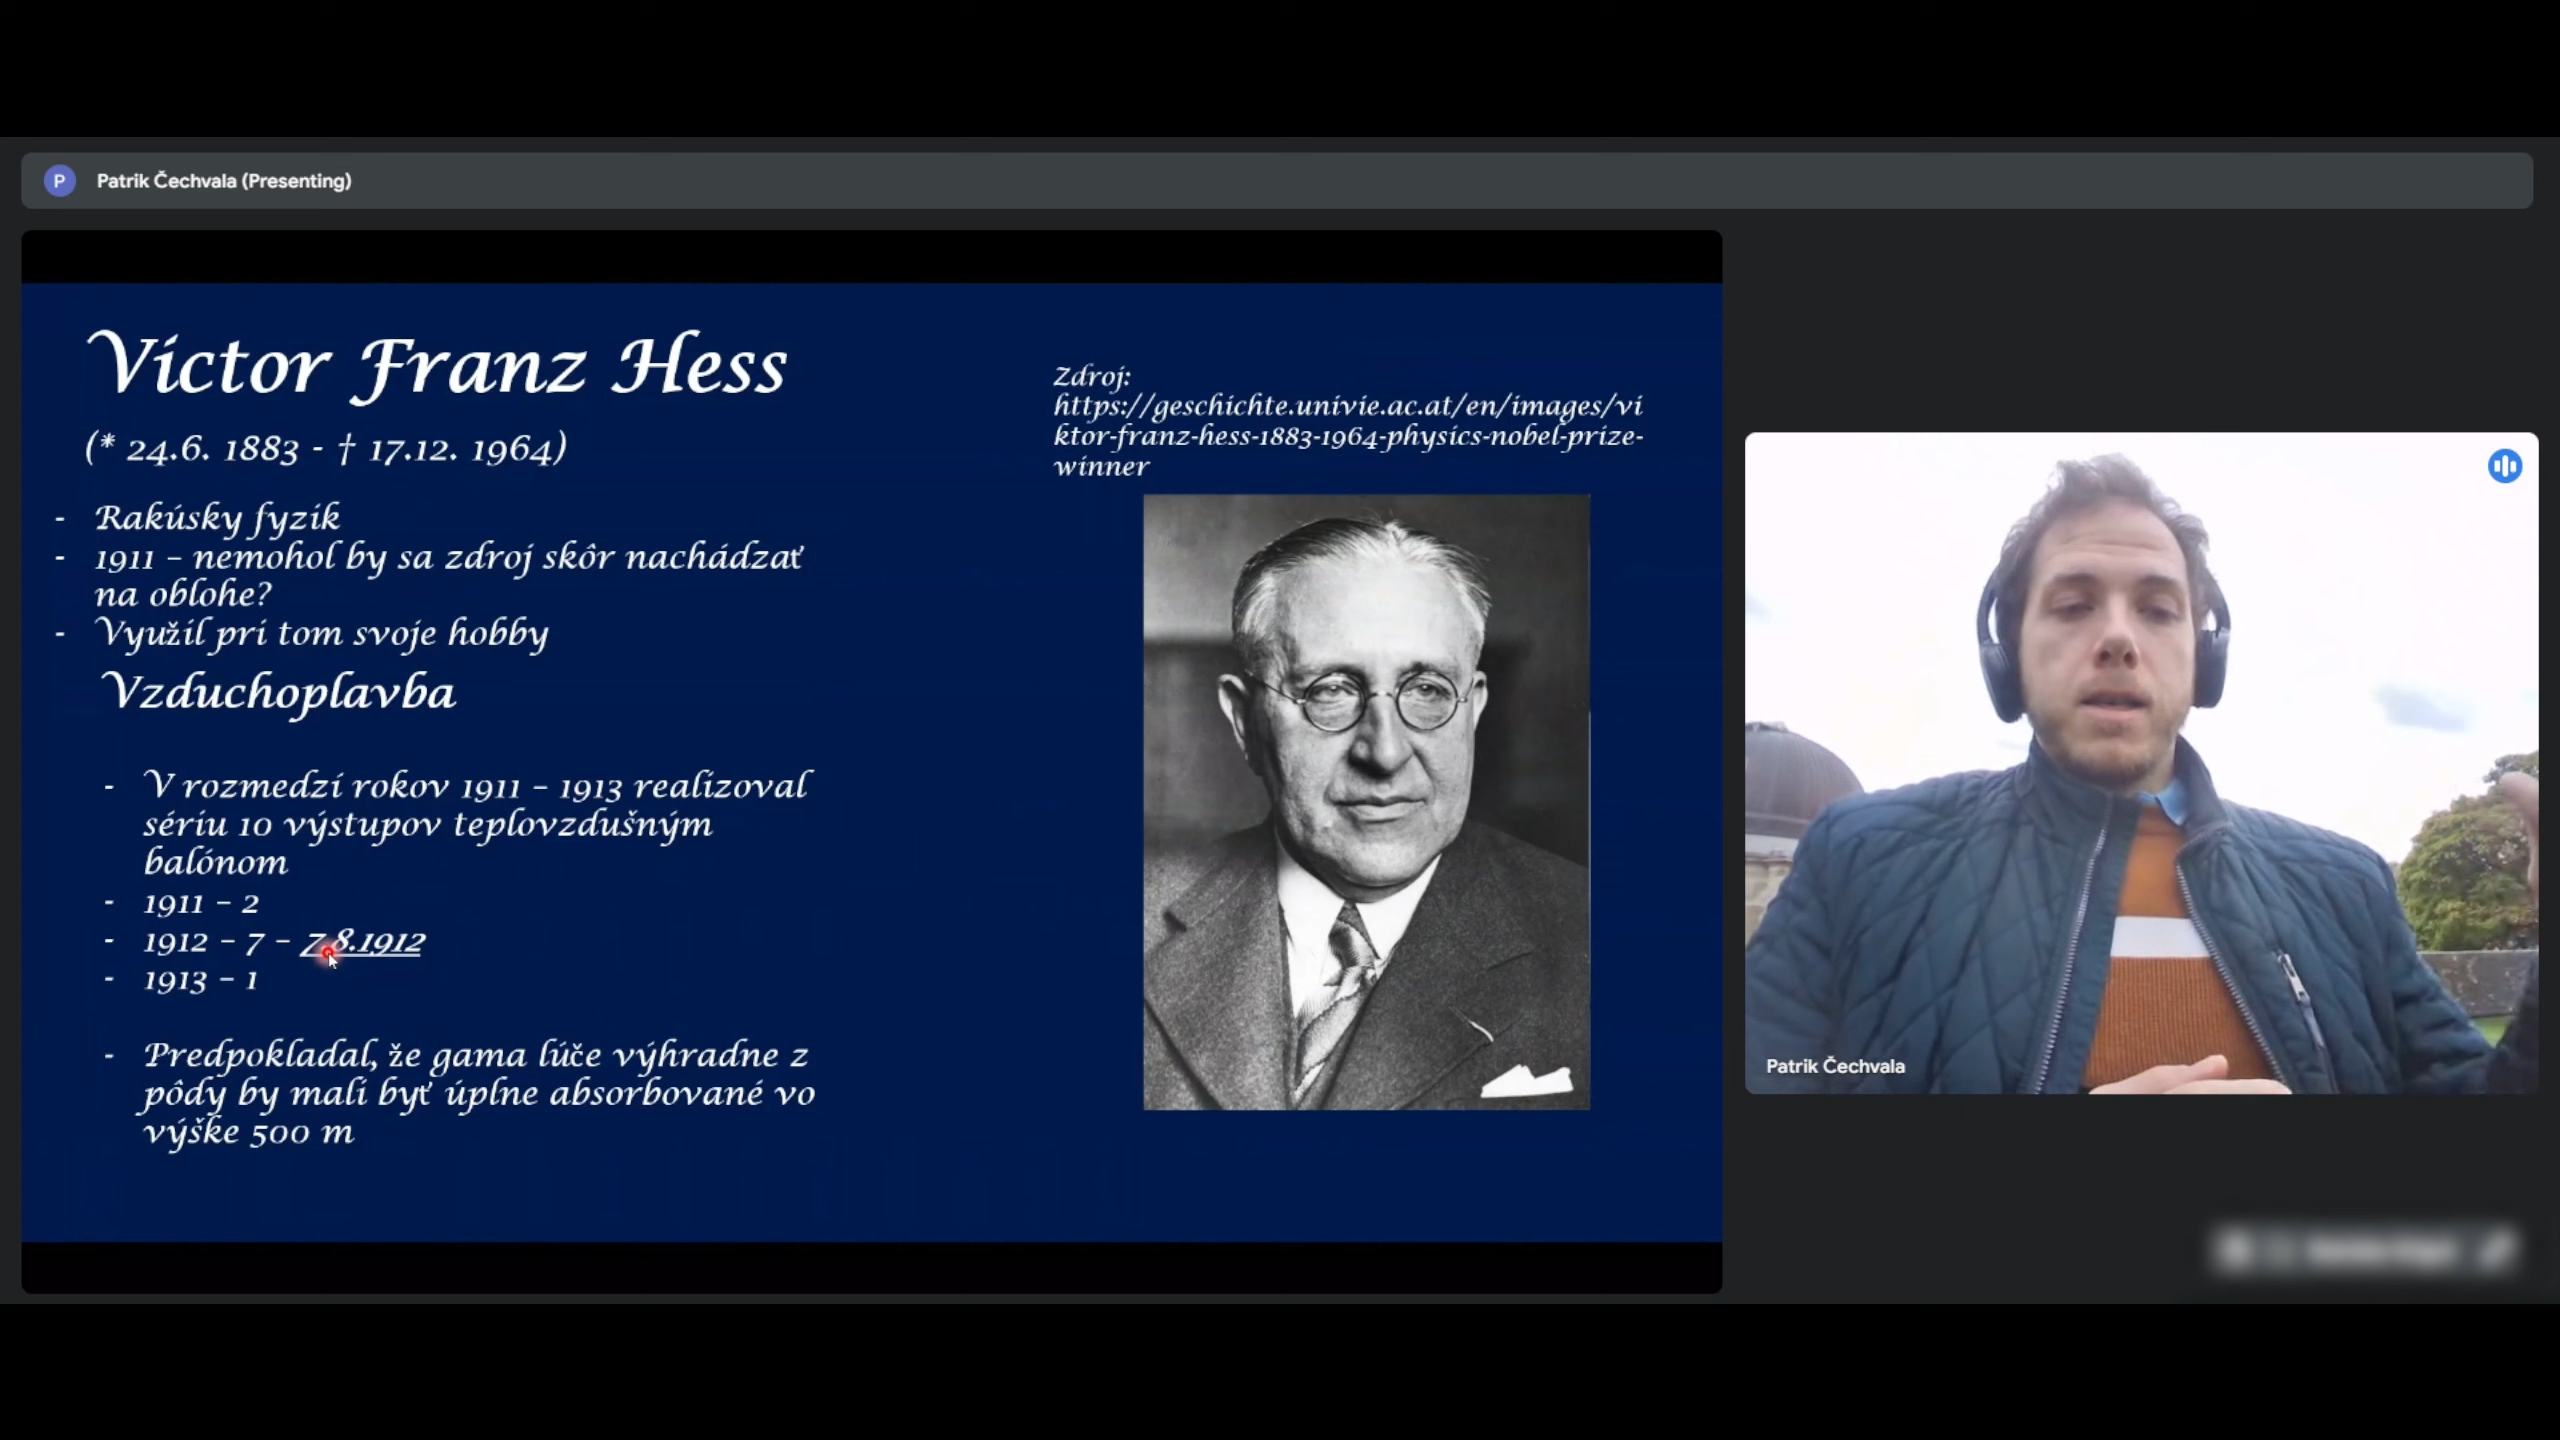 P Patrik Čechvala (Presenting)
Victor Franz Hess
(* 24.6. 1883 - † 17.12. 1964)
- Rakúsky fyzik
- 1911 – nemohol by sa zdroj skôr nachádzať
na oblohe?
- Využil pri tom svoje hobby
Vzduchoplavba
- V rozmedzí rokov 1911 – 1913 realizoval
sériu 10 výstupov teplovzdušným
balónom
- 1911 – 2
- 1912 – 7 – 7.8.1912
- 1913 – 1
- Predpokladal, že gama lúče výhradne z
pôdy by mali byť úplne absorbované vo
výške 500 m
Zdroj:
https://geschichte.univie.ac.at/en/images/vi
ktor-franz-hess-1883-1964-physics-nobel-prize-
winner
Patrik Čechvala